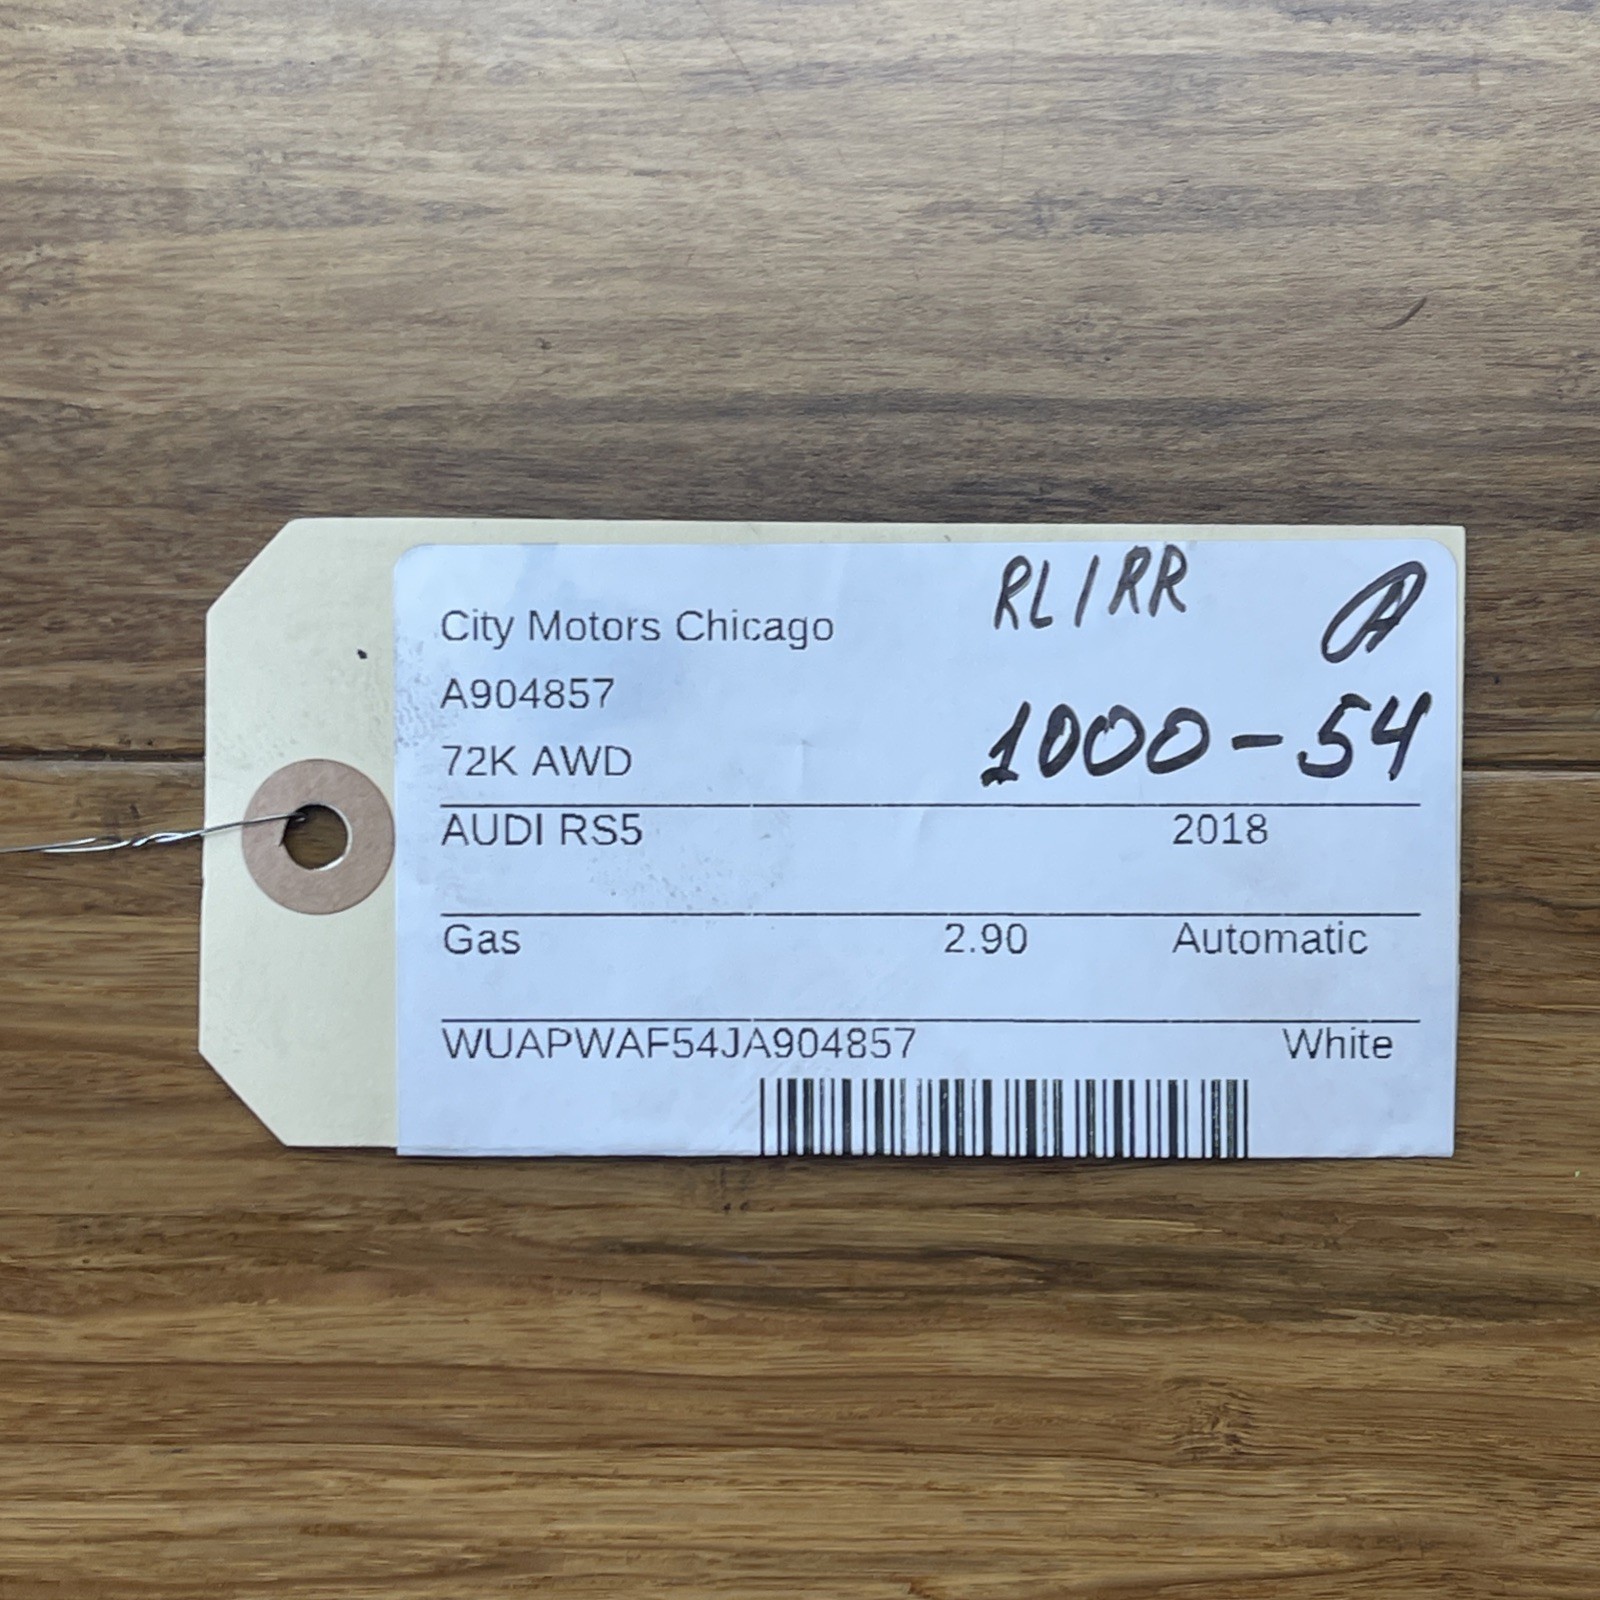 City Motors Chicago RL/RR A
A904857 1000-54
72K AWD
AUDI RS5 2018
Gas 2.90 Automatic
WUAPWAF54JA904857 White